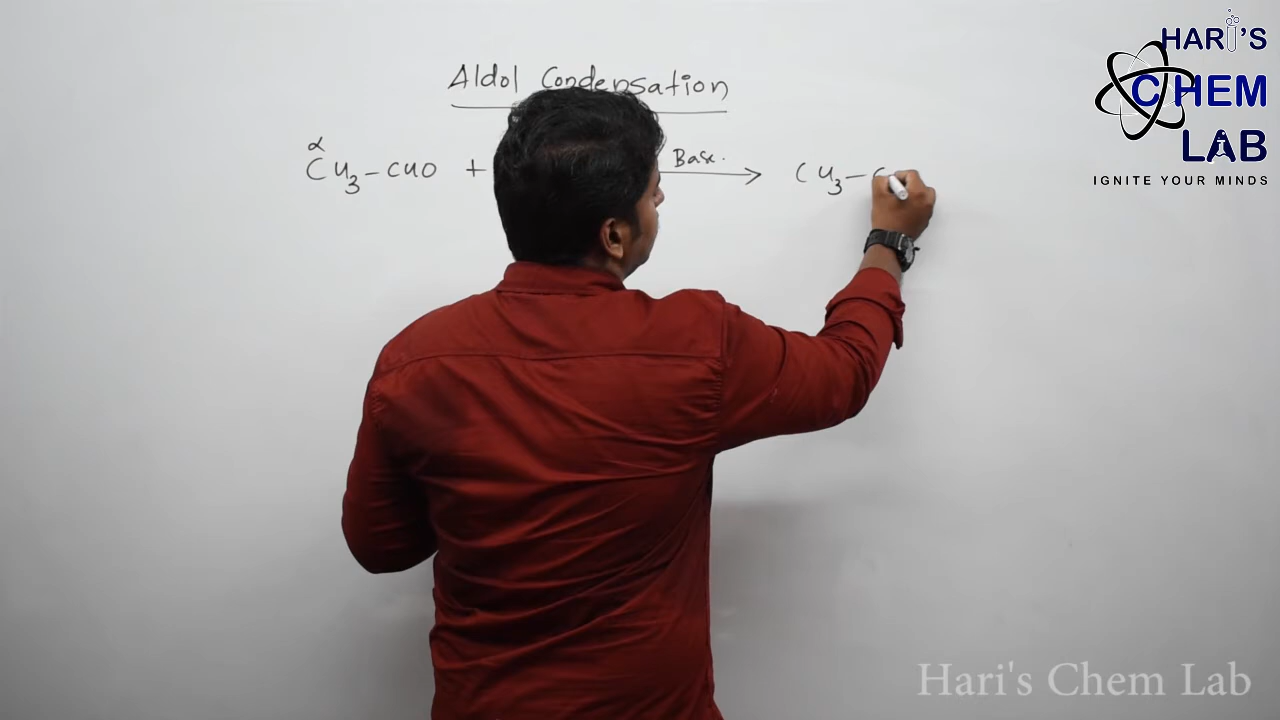 HARI'S
CHEM
LAB
IGNITE YOUR MINDS
Aldol Condensation
α
CH₃-CHO +
Base.
CH₃-C
Hari's Chem Lab